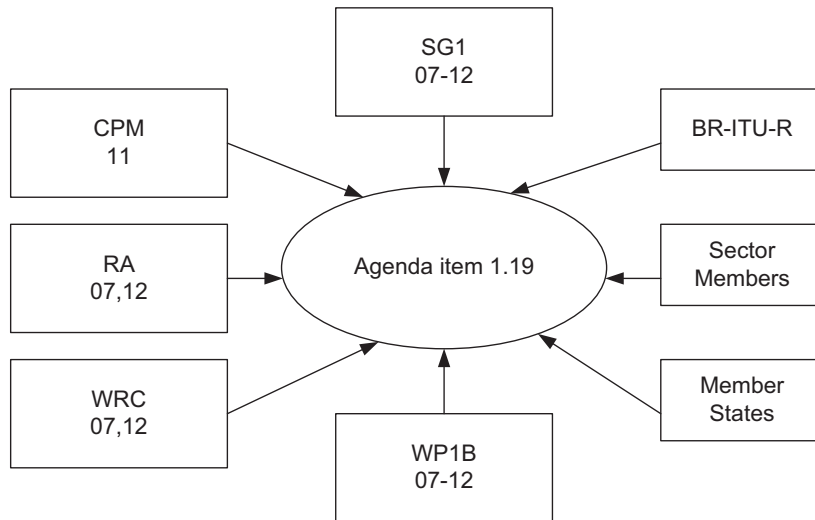 SG1
07-12
CPM
11
BR-ITU-R
RA
07,12
Agenda item 1.19
Sector
Members
WRC
07,12
WP1B
07-12
Member
States